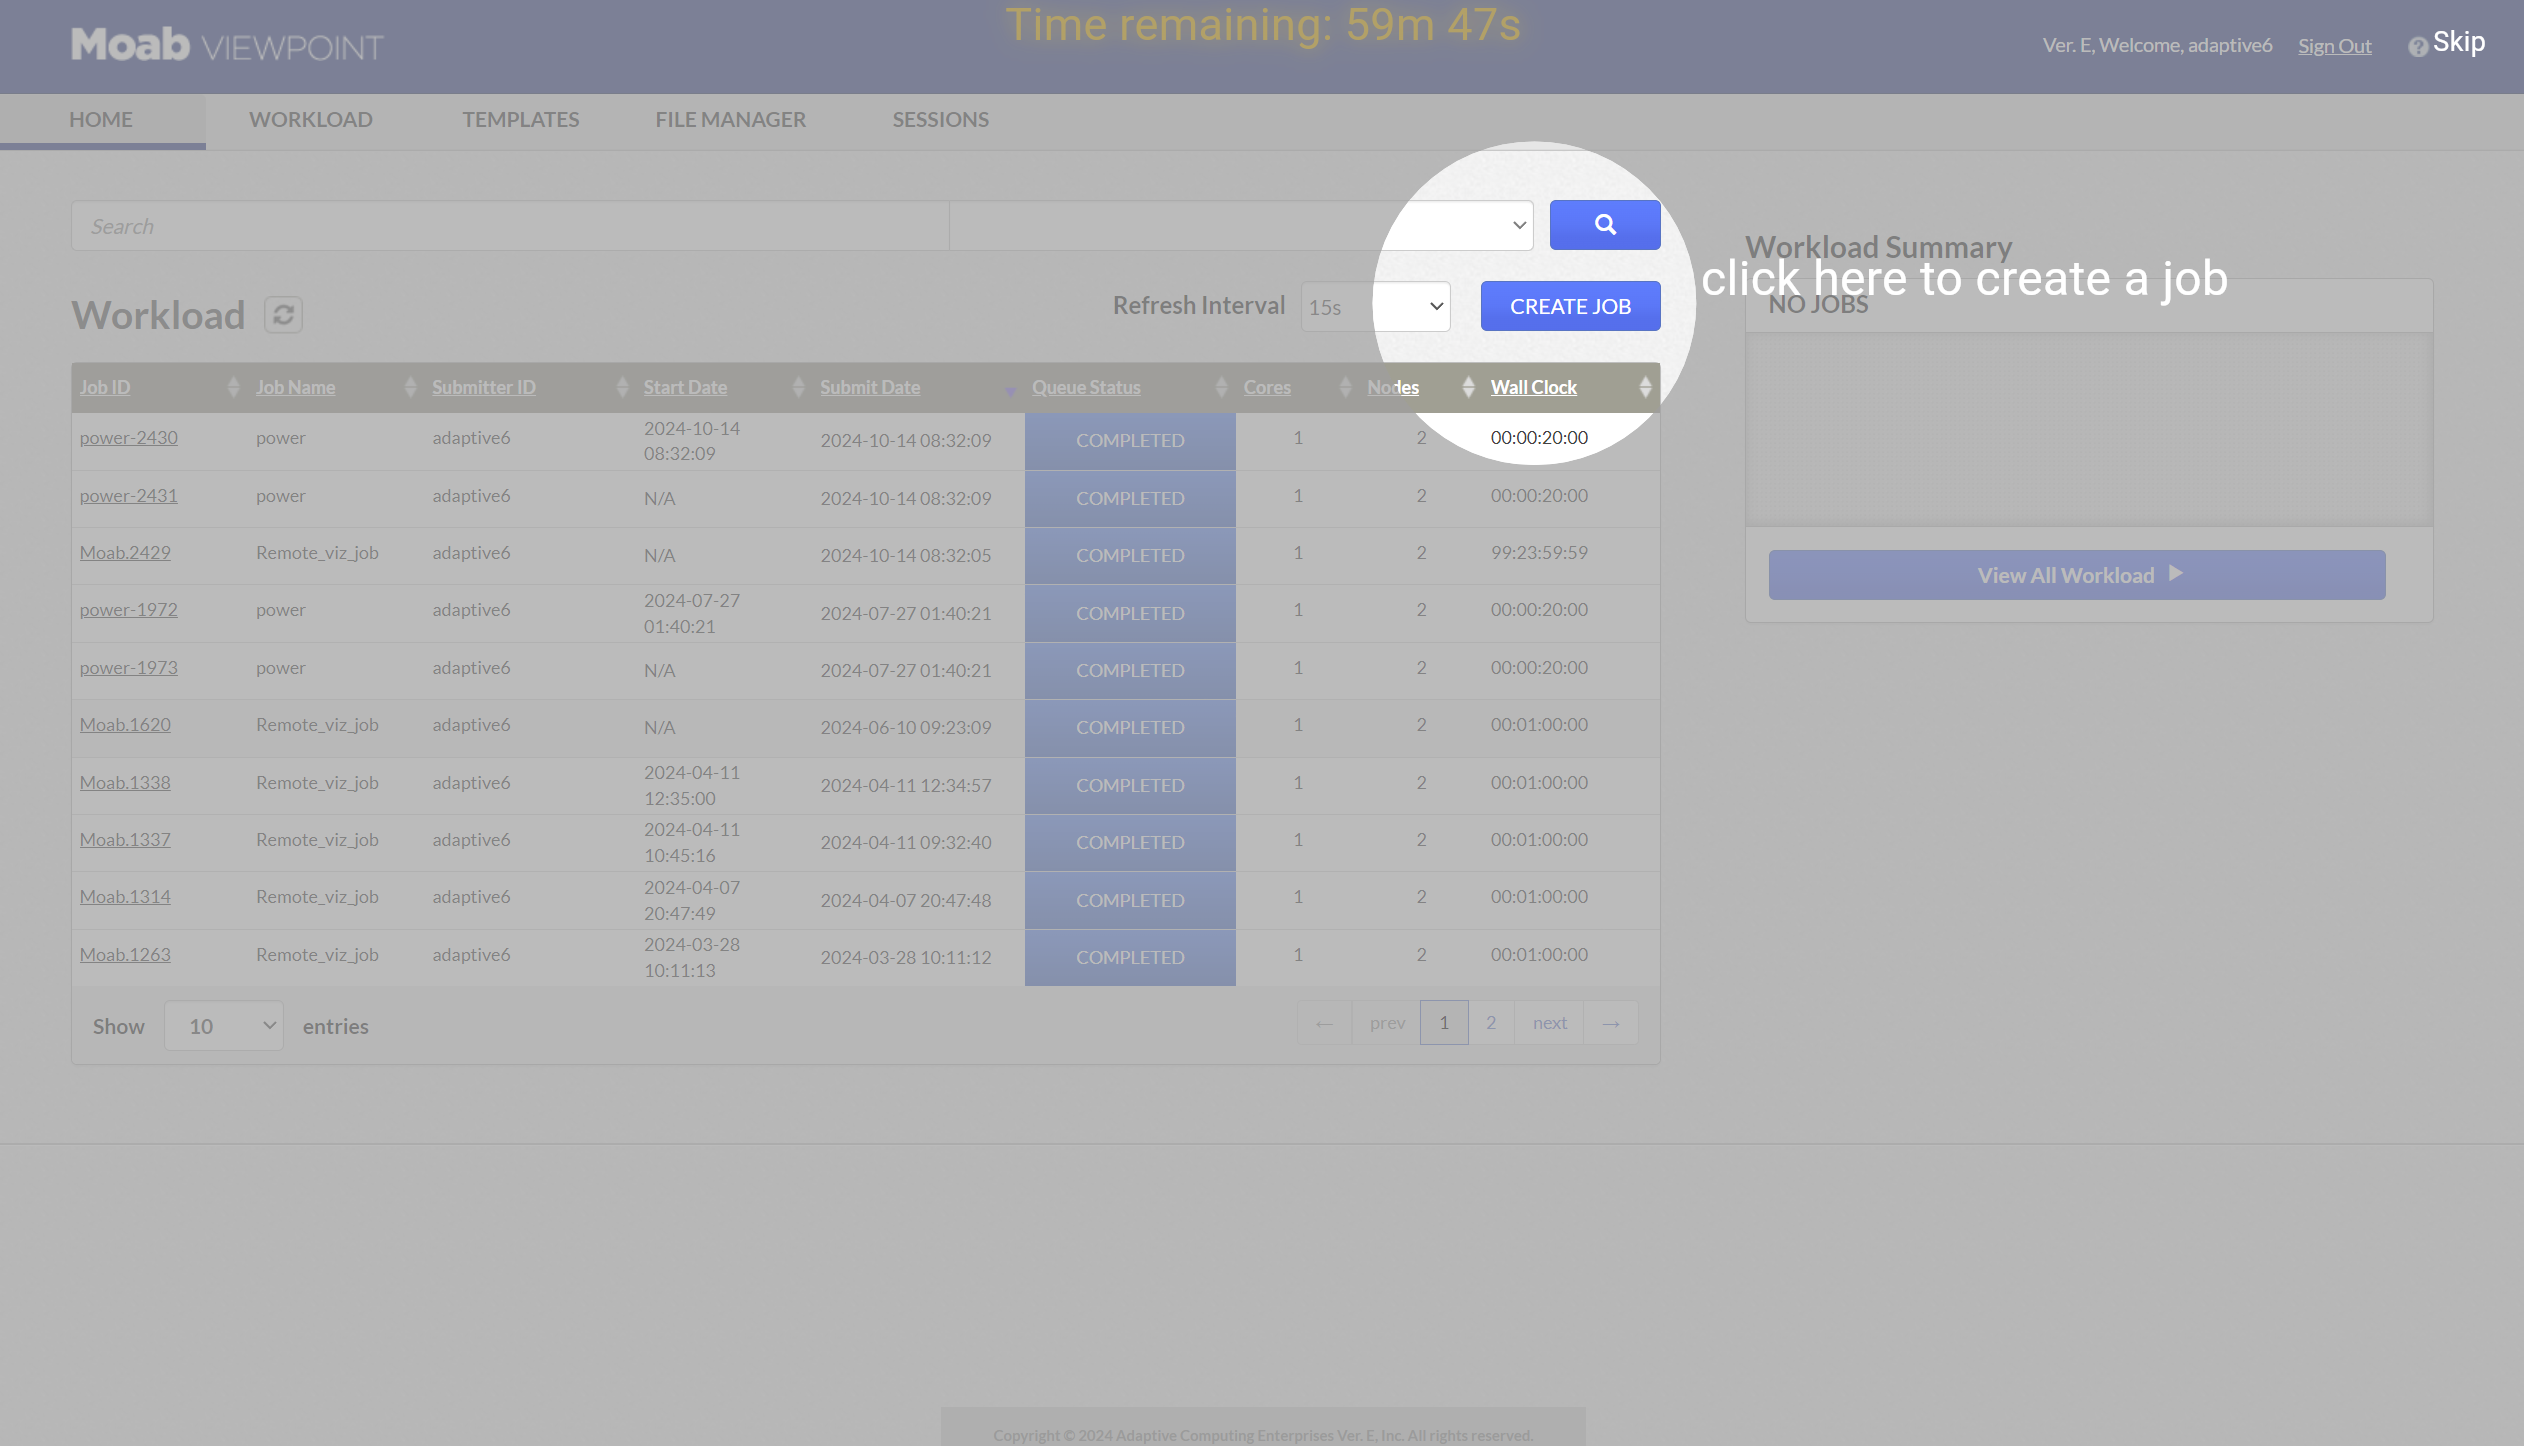 Moab VIEWPOINT
Time remaining: 59m 47s
Ver. E, Welcome, adaptive6 Sign Out ? Skip
HOME WORKLOAD TEMPLATES FILE MANAGER SESSIONS
Search
Workload
Refresh Interval 15s CREATE JOB
Workload Summary
click here to create a job
NO JOBS
View All Workload
Job ID Job Name Submitter ID Start Date Submit Date Queue Status Cores Nodes Wall Clock
power-2430 power adaptive6 2024-10-14 08:32:09 2024-10-14 08:32:09 COMPLETED 1 2 00:00:20:00
power-2431 power adaptive6 N/A 2024-10-14 08:32:09 COMPLETED 1 2 00:00:20:00
Moab.2429 Remote_viz_job adaptive6 N/A 2024-10-14 08:32:05 COMPLETED 1 2 99:23:59:59
power-1972 power adaptive6 2024-07-27 01:40:21 2024-07-27 01:40:21 COMPLETED 1 2 00:00:20:00
power-1973 power adaptive6 N/A 2024-07-27 01:40:21 COMPLETED 1 2 00:00:20:00
Moab.1620 Remote_viz_job adaptive6 N/A 2024-06-10 09:23:09 COMPLETED 1 2 00:01:00:00
Moab.1338 Remote_viz_job adaptive6 2024-04-11 12:35:00 2024-04-11 12:34:57 COMPLETED 1 2 00:01:00:00
Moab.1337 Remote_viz_job adaptive6 2024-04-11 10:45:16 2024-04-11 09:32:40 COMPLETED 1 2 00:01:00:00
Moab.1314 Remote_viz_job adaptive6 2024-04-07 20:47:49 2024-04-07 20:47:48 COMPLETED 1 2 00:01:00:00
Moab.1263 Remote_viz_job adaptive6 2024-03-28 10:11:13 2024-03-28 10:11:12 COMPLETED 1 2 00:01:00:00
Show 10 entries
← prev 1 2 next →
Copyright © 2024 Adaptive Computing Enterprises Ver. E, Inc. All rights reserved.